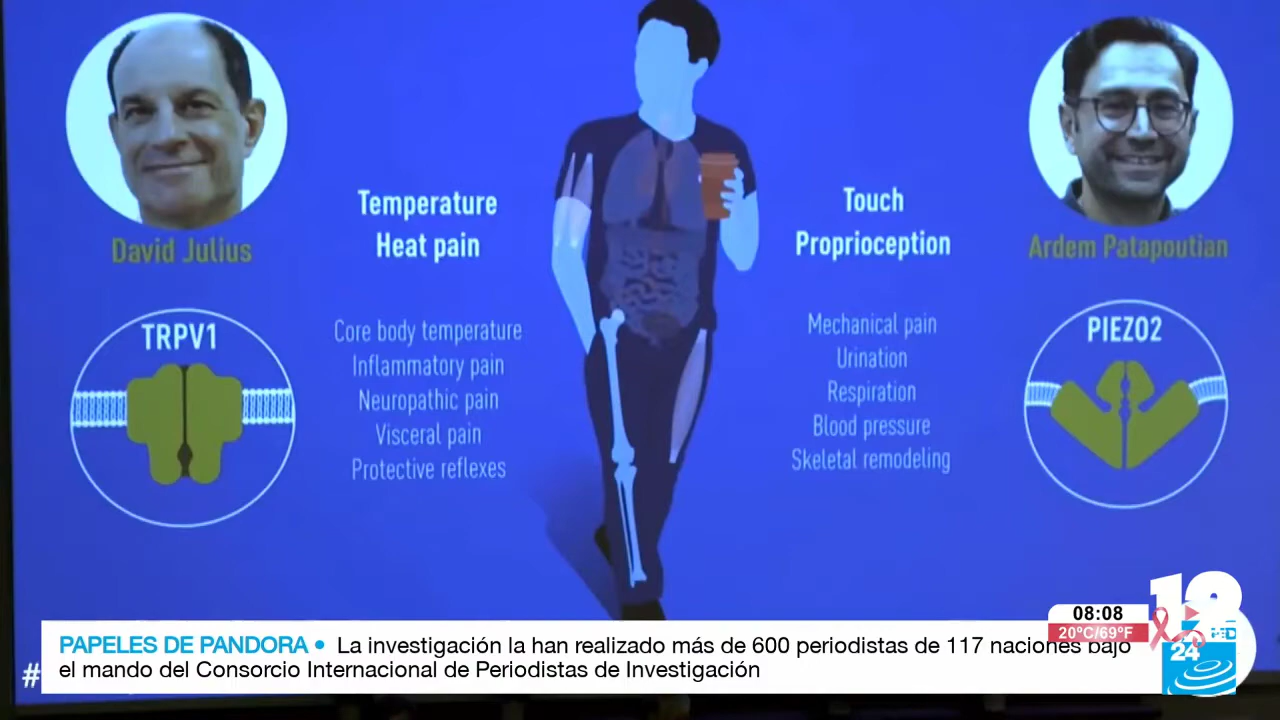 David Julius
TRPV1
Temperature
Heat pain
Core body temperature
Inflammatory pain
Neuropathic pain
Visceral pain
Protective reflexes
Touch
Proprioception
Mechanical pain
Urination
Respiration
Blood pressure
Skeletal remodeling
Ardem Patapoutian
PIEZO2
#
PAPELES DE PANDORA • La investigación la han realizado más de 600 periodistas de 117 naciones bajo
el mando del Consorcio Internacional de Periodistas de Investigación
08:08
20°C/69°F
24